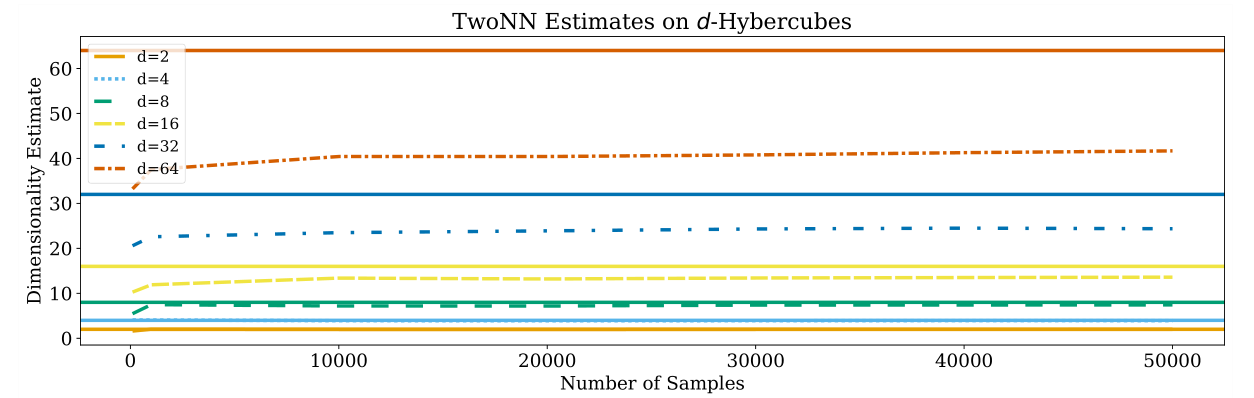 TwoNN Estimates on d-Hybercubes
Dimensionality Estimate
60
50
40
30
20
10
0
d=2
d=4
d=8
d=16
d=32
d=64
0 10000 20000 30000 40000 50000
Number of Samples